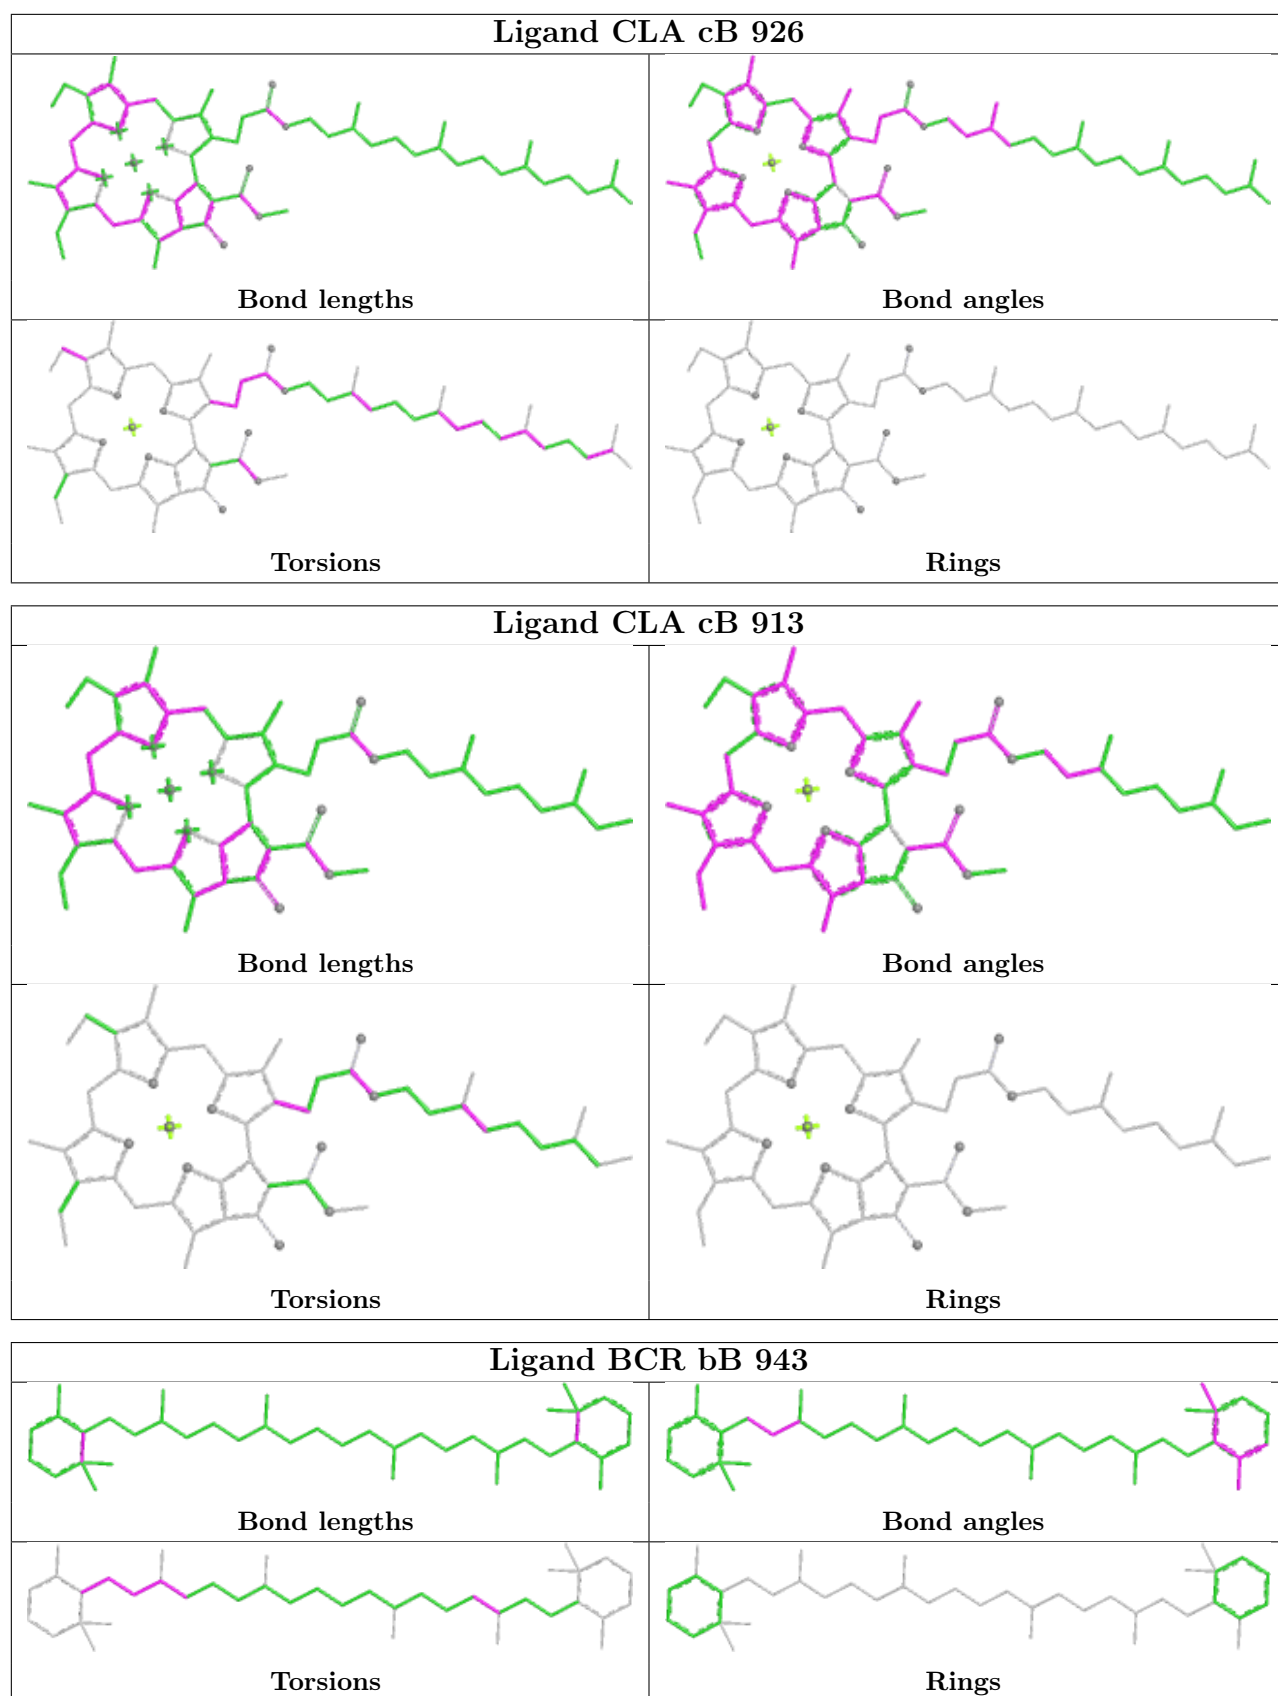 Ligand CLA cB 926
Bond lengths
Bond angles
Torsions
Rings
Ligand CLA cB 913
Bond lengths
Bond angles
Torsions
Rings
Ligand BCR bB 943
Bond lengths
Bond angles
Torsions
Rings